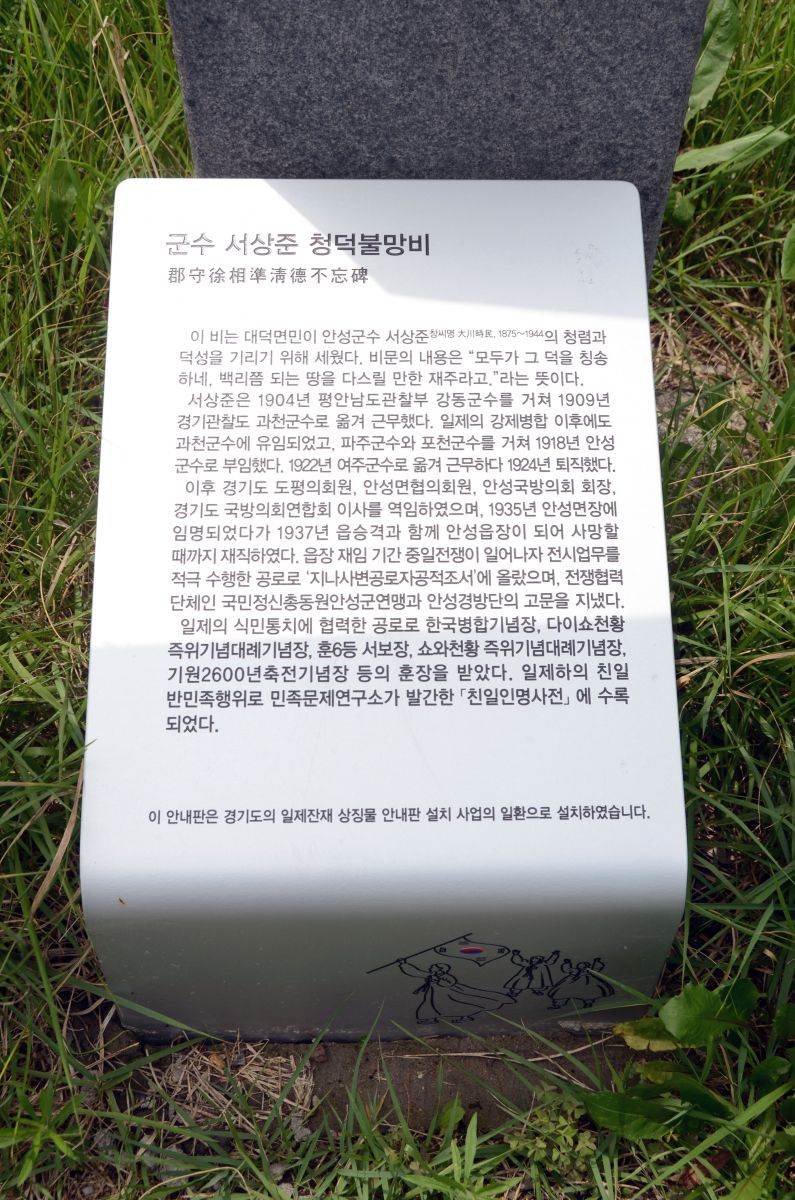 군수 서상준 청덕불망비
郡守徐相準淸德不忘碑
이 비는 대덕면민이 안성군수 서상준창씨명 大川時民, 1875~1944의 청렴과
덕성을 기리기 위해 세웠다. 비문의 내용은 “모두가 그 덕을 칭송
하네, 백리쯤 되는 땅을 다스릴 만한 재주라고.”라는 뜻이다.
서상준은 1904년 평안남도관찰부 강동군수를 거쳐 1909년
경기관찰도 과천군수로 옮겨 근무했다. 일제의 강제병합 이후에도
과천군수에 유임되었고, 파주군수와 포천군수를 거쳐 1918년 안성
군수로 부임했다. 1922년 여주군수로 옮겨 근무하다 1924년 퇴직했다.
이후 경기도 도평의회원, 안성면협의회원, 안성국방의회 회장,
경기도 국방의회연합회 이사를 역임하였으며, 1935년 안성면장에
임명되었다가 1937년 읍승격과 함께 안성읍장이 되어 사망할
때까지 재직하였다. 읍장 재임 기간 중일전쟁이 일어나자 전시업무를
적극 수행한 공로로 ‘지나사변공로자공적조서’에 올랐으며, 전쟁협력
단체인 국민정신총동원안성군연맹과 안성경방단의 고문을 지냈다.
일제의 식민통치에 협력한 공로로 한국병합기념장, 다이쇼천황
즉위기념대례기념장, 훈6등 서보장, 쇼와천황 즉위기념대례기념장,
기원2600년축전기념장 등의 훈장을 받았다. 일제하의 친일
반민족행위로 민족문제연구소가 발간한 「친일인명사전」에 수록
되었다.
이 안내판은 경기도의 일제잔재 상징물 안내판 설치 사업의 일환으로 설치하였습니다.